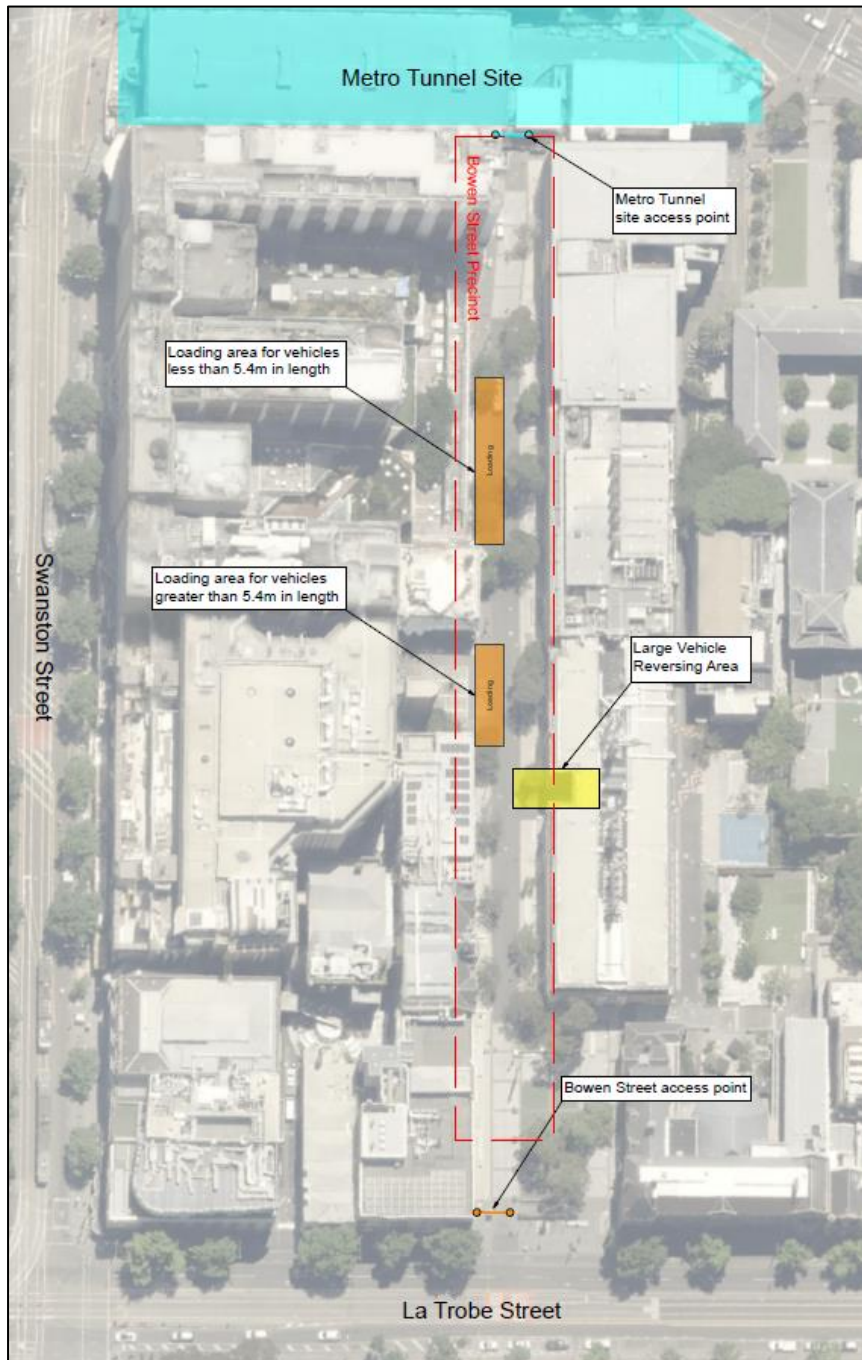 Metro Tunnel Site
Metro Tunnel
site access point
Bowen Street Precinct
Loading area for vehicles
less than 5.4m in length
Loading
Swanston Street
Loading area for vehicles
greater than 5.4m in length
Loading
Large Vehicle
Reversing Area
Bowen Street access point
La Trobe Street